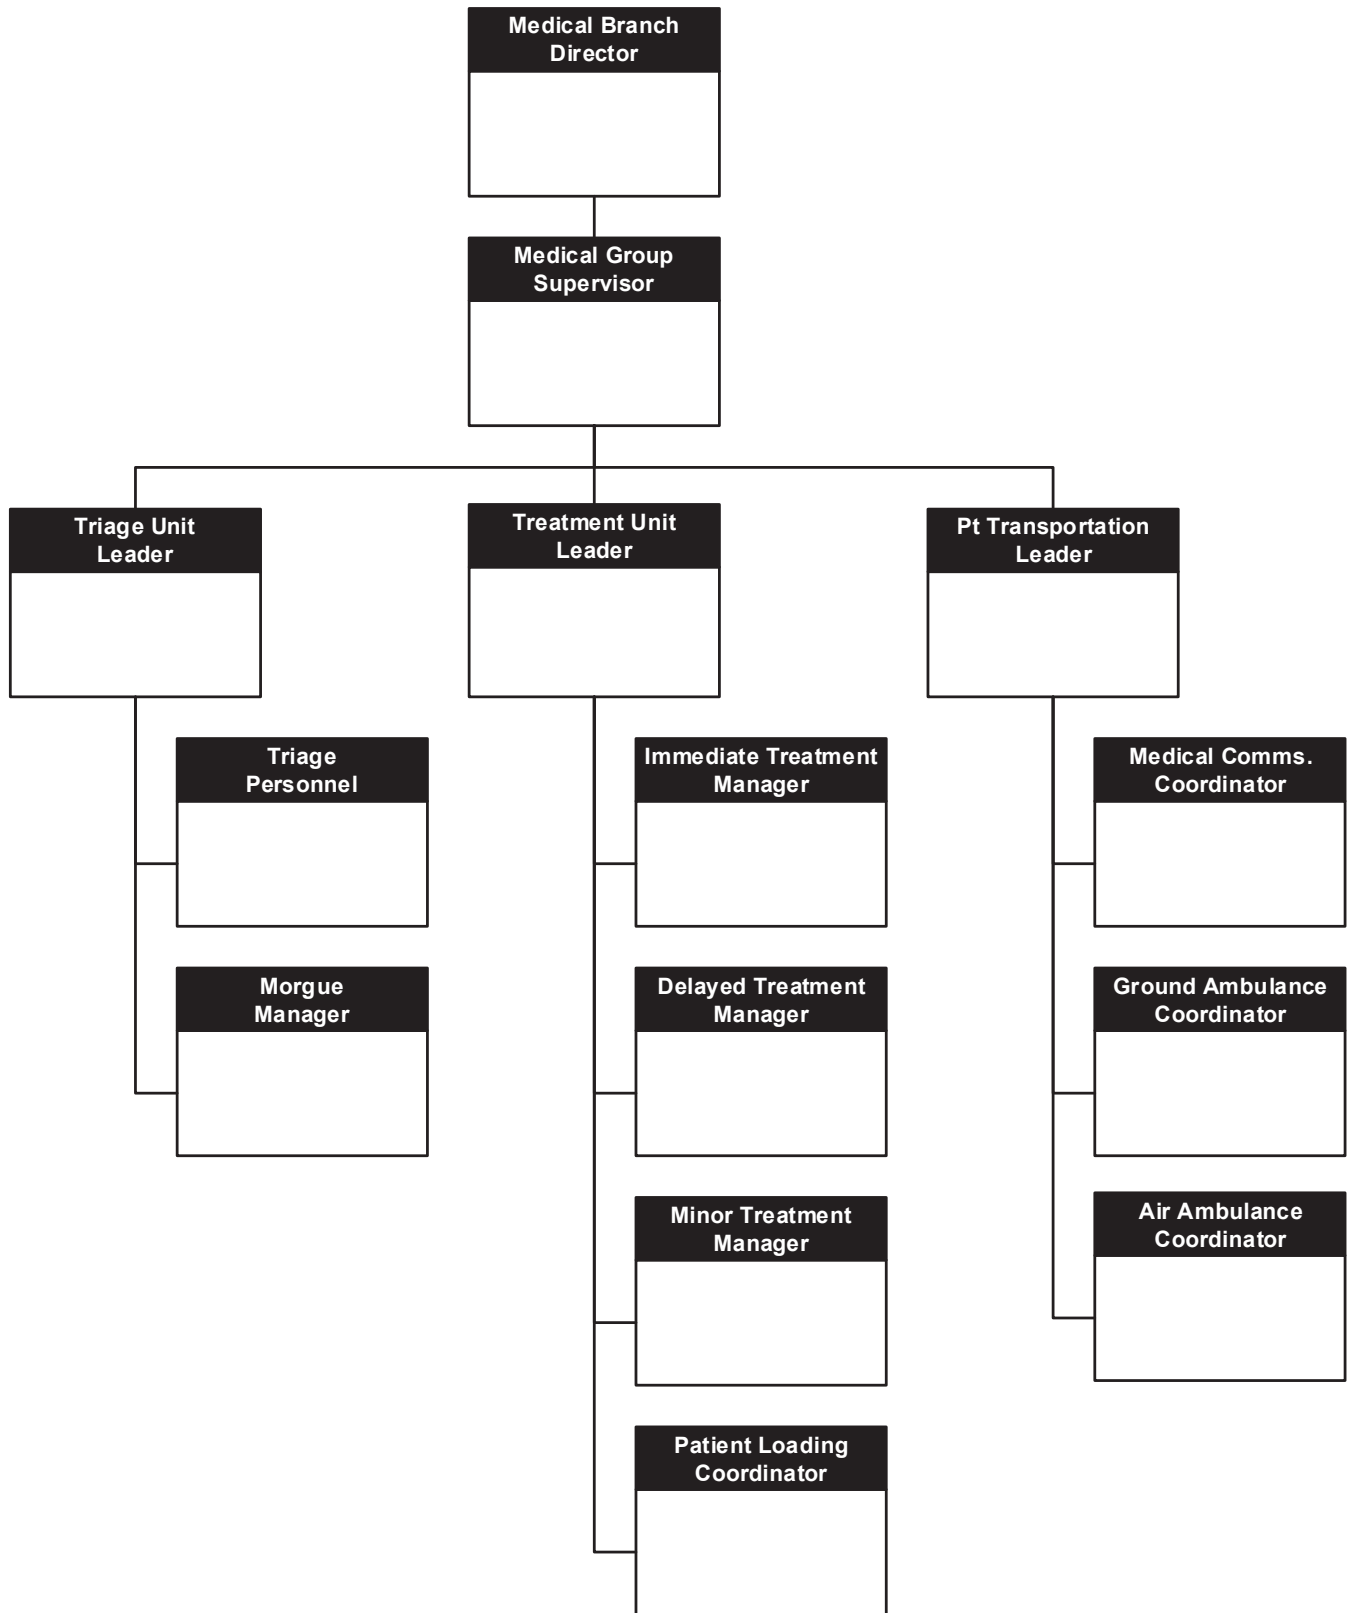 Medical Branch
Director
Medical Group
Supervisor
Triage Unit
Leader
Treatment Unit
Leader
Pt Transportation
Leader
Triage
Personnel
Immediate Treatment
Manager
Medical Comms.
Coordinator
Morgue
Manager
Delayed Treatment
Manager
Ground Ambulance
Coordinator
Minor Treatment
Manager
Air Ambulance
Coordinator
Patient Loading
Coordinator